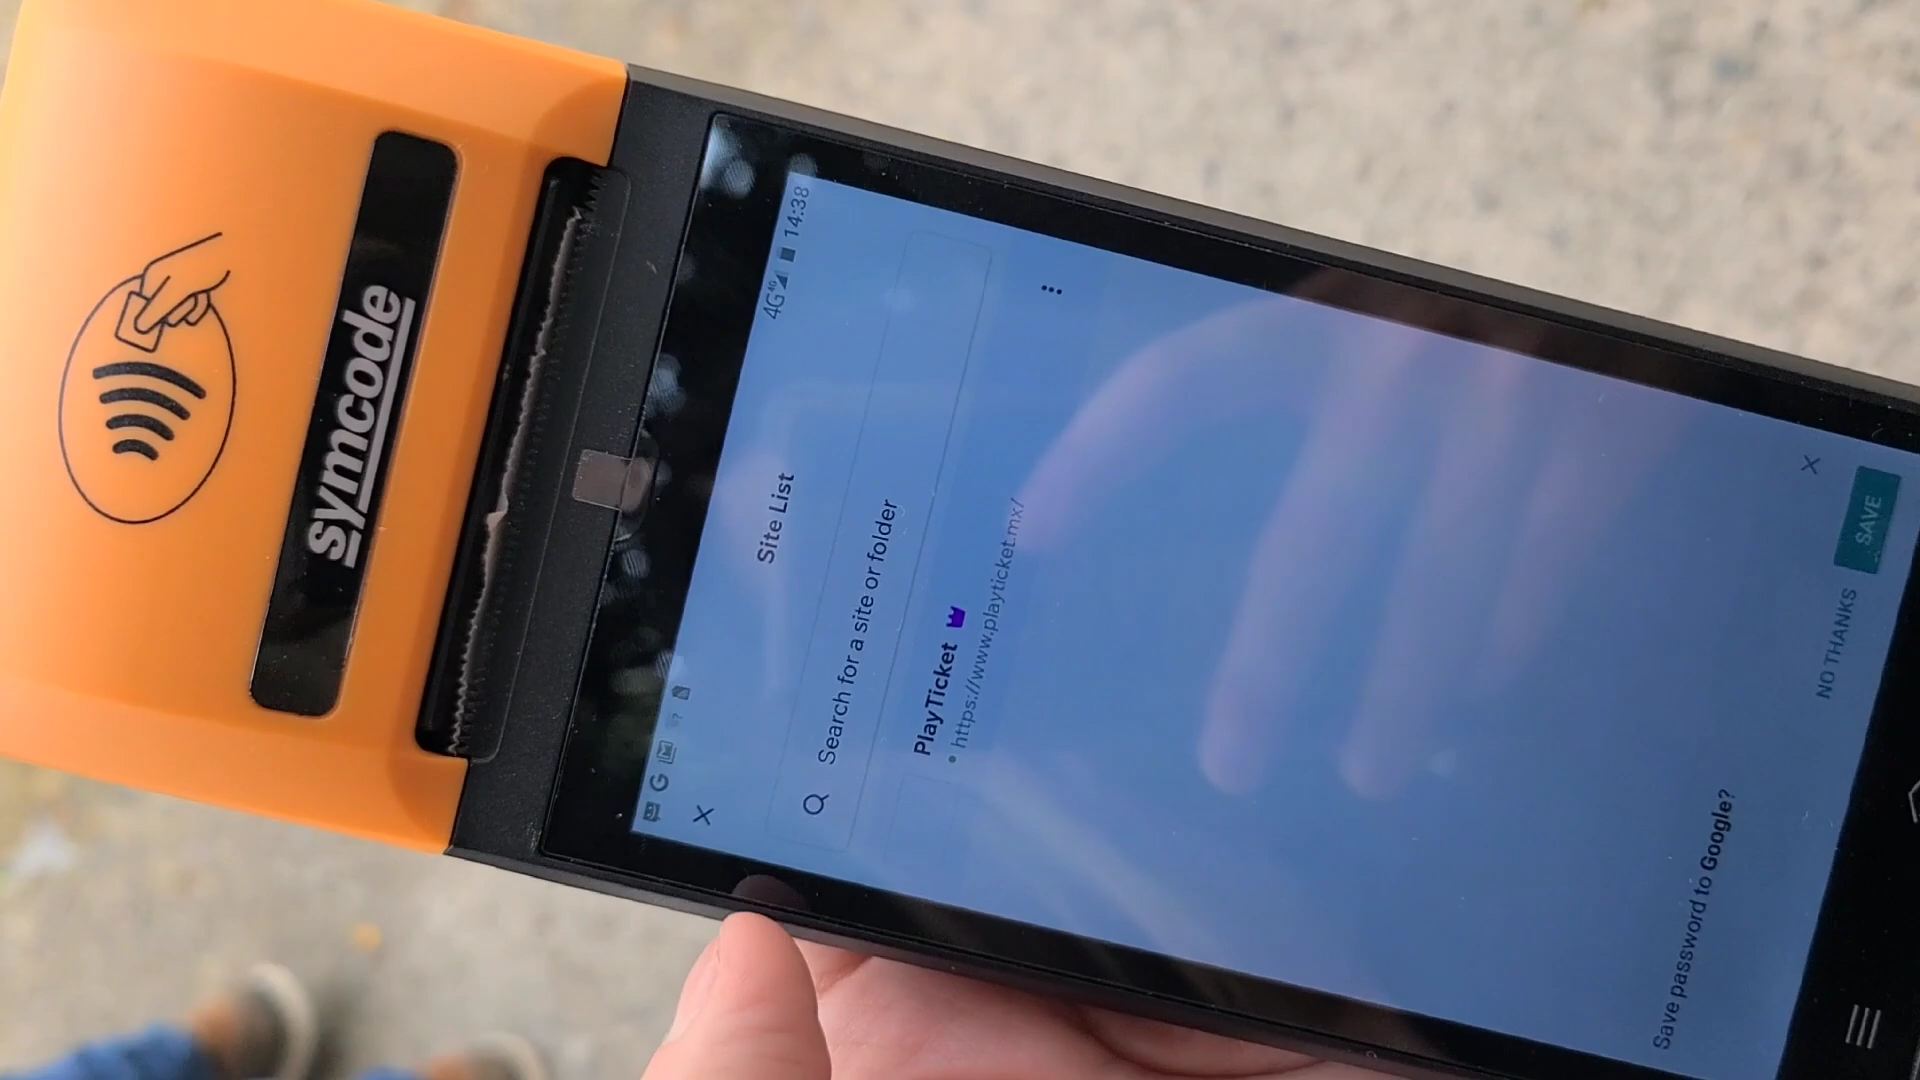 symcode
4G 4G 14:38
Site List
Search for a site or folder
PlayTicket
• https://www.playticket.mx/
Save password to Google?
NO THANKS
SAVE